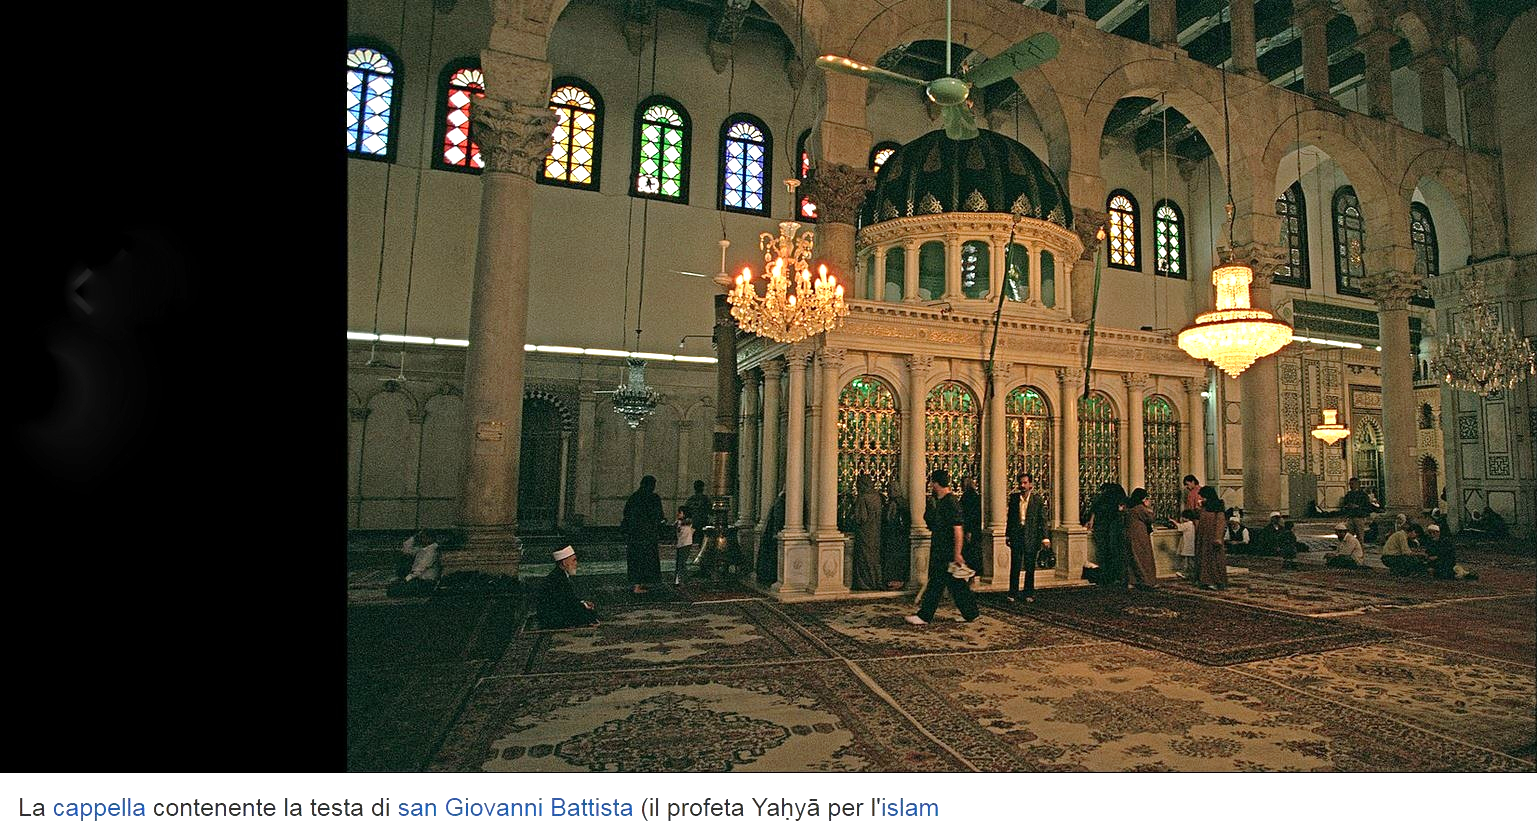 La cappella contenente la testa di san Giovanni Battista (il profeta Yaḥyā per l'islam